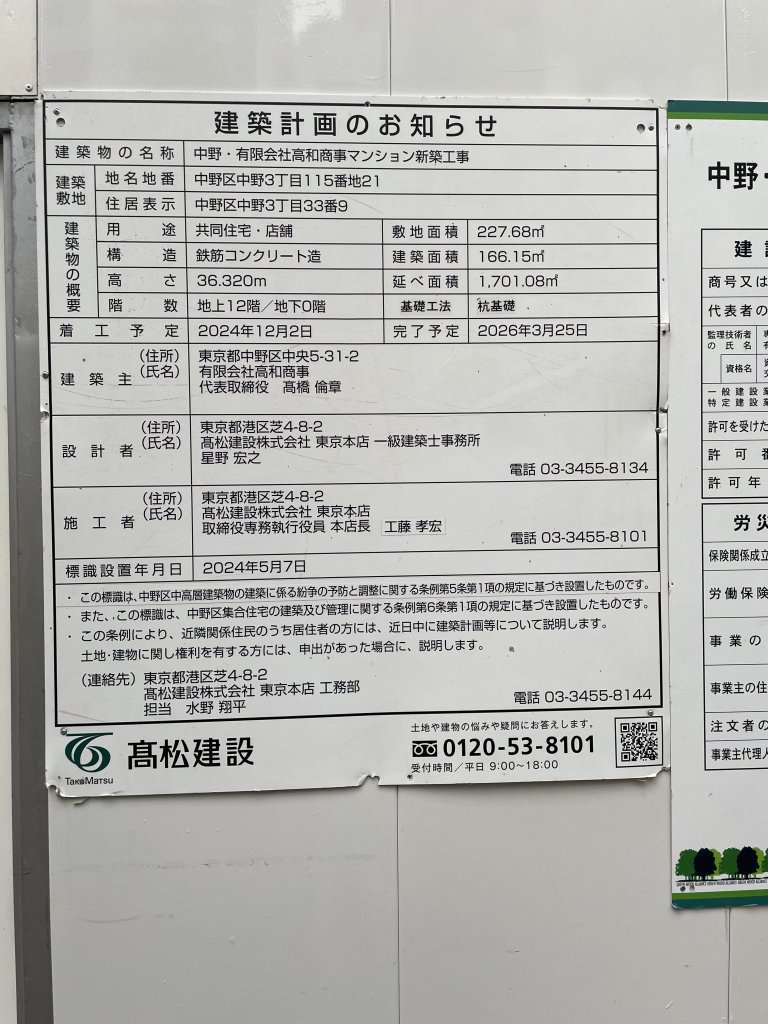 建築計画のお知らせ
建築物の名称 中野・有限会社高和商事マンション新築工事
建築敷地 地名地番 中野区中野3丁目115番地21
住居表示 中野区中野3丁目33番9
建築物の概要 用途 共同住宅・店舗 敷地面積 227.68㎡
構造 鉄筋コンクリート造 建築面積 166.15㎡
高さ 36.320m 延べ面積 1,701.08㎡
階数 地上12階／地下0階 基礎工法 杭基礎
着工予定 2024年12月2日 完了予定 2026年3月25日
建築主 (住所) 東京都中野区中央5-31-2
(氏名) 有限会社高和商事
代表取締役 髙橋 倫章
設計者 (住所) 東京都港区芝4-8-2
(氏名) 髙松建設株式会社 東京本店 一級建築士事務所
星野 宏之
電話 03-3455-8134
施工者 (住所) 東京都港区芝4-8-2
(氏名) 髙松建設株式会社 東京本店
取締役専務執行役員 本店長 工藤 孝宏
電話 03-3455-8101
標識設置年月日 2024年5月7日
・ この標識は、中野区中高層建築物の建築に係る紛争の予防と調整に関する条例第5条第1項の規定に基づき設置したものです。
・ また、この標識は、中野区集合住宅の建築及び管理に関する条例第6条第1項の規定に基づき設置したものです。
・ この条例により、近隣関係住民のうち居住者の方には、近日中に建築計画等について説明します。
土地・建物に関し権利を有する方には、申出があった場合に、説明します。
(連絡先) 東京都港区芝4-8-2
髙松建設株式会社 東京本店 工務部
担当 水野 翔平
電話 03-3455-8144
TakaMatsu
髙松建設
土地や建物の悩みや疑問にお答えします。
0120-53-8101
受付時間／平日 9:00～18:00
中野・
建
商号又は
代表者の
監理技術者
の氏名
資格名
一般建設業
特定建設業
許可を受けた
許可番
許可年
労災
保険関係成立
労働保険
事業の
事業主の住
注文者の
事業主代理人